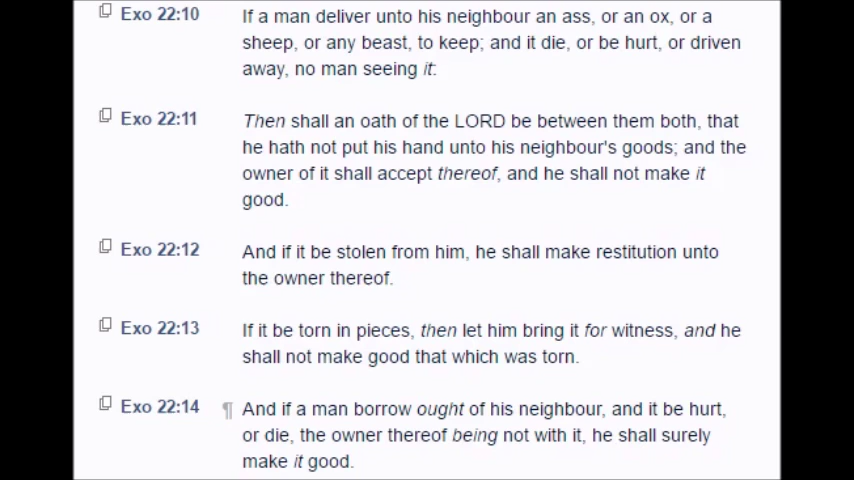 Exo 22:10 If a man deliver unto his neighbour an ass, or an ox, or a
sheep, or any beast, to keep; and it die, or be hurt, or driven
away, no man seeing it:
Exo 22:11 Then shall an oath of the LORD be between them both, that
he hath not put his hand unto his neighbour's goods; and the
owner of it shall accept thereof, and he shall not make it
good.
Exo 22:12 And if it be stolen from him, he shall make restitution unto
the owner thereof.
Exo 22:13 If it be torn in pieces, then let him bring it for witness, and he
shall not make good that which was torn.
Exo 22:14 ¶ And if a man borrow ought of his neighbour, and it be hurt,
or die, the owner thereof being not with it, he shall surely
make it good.